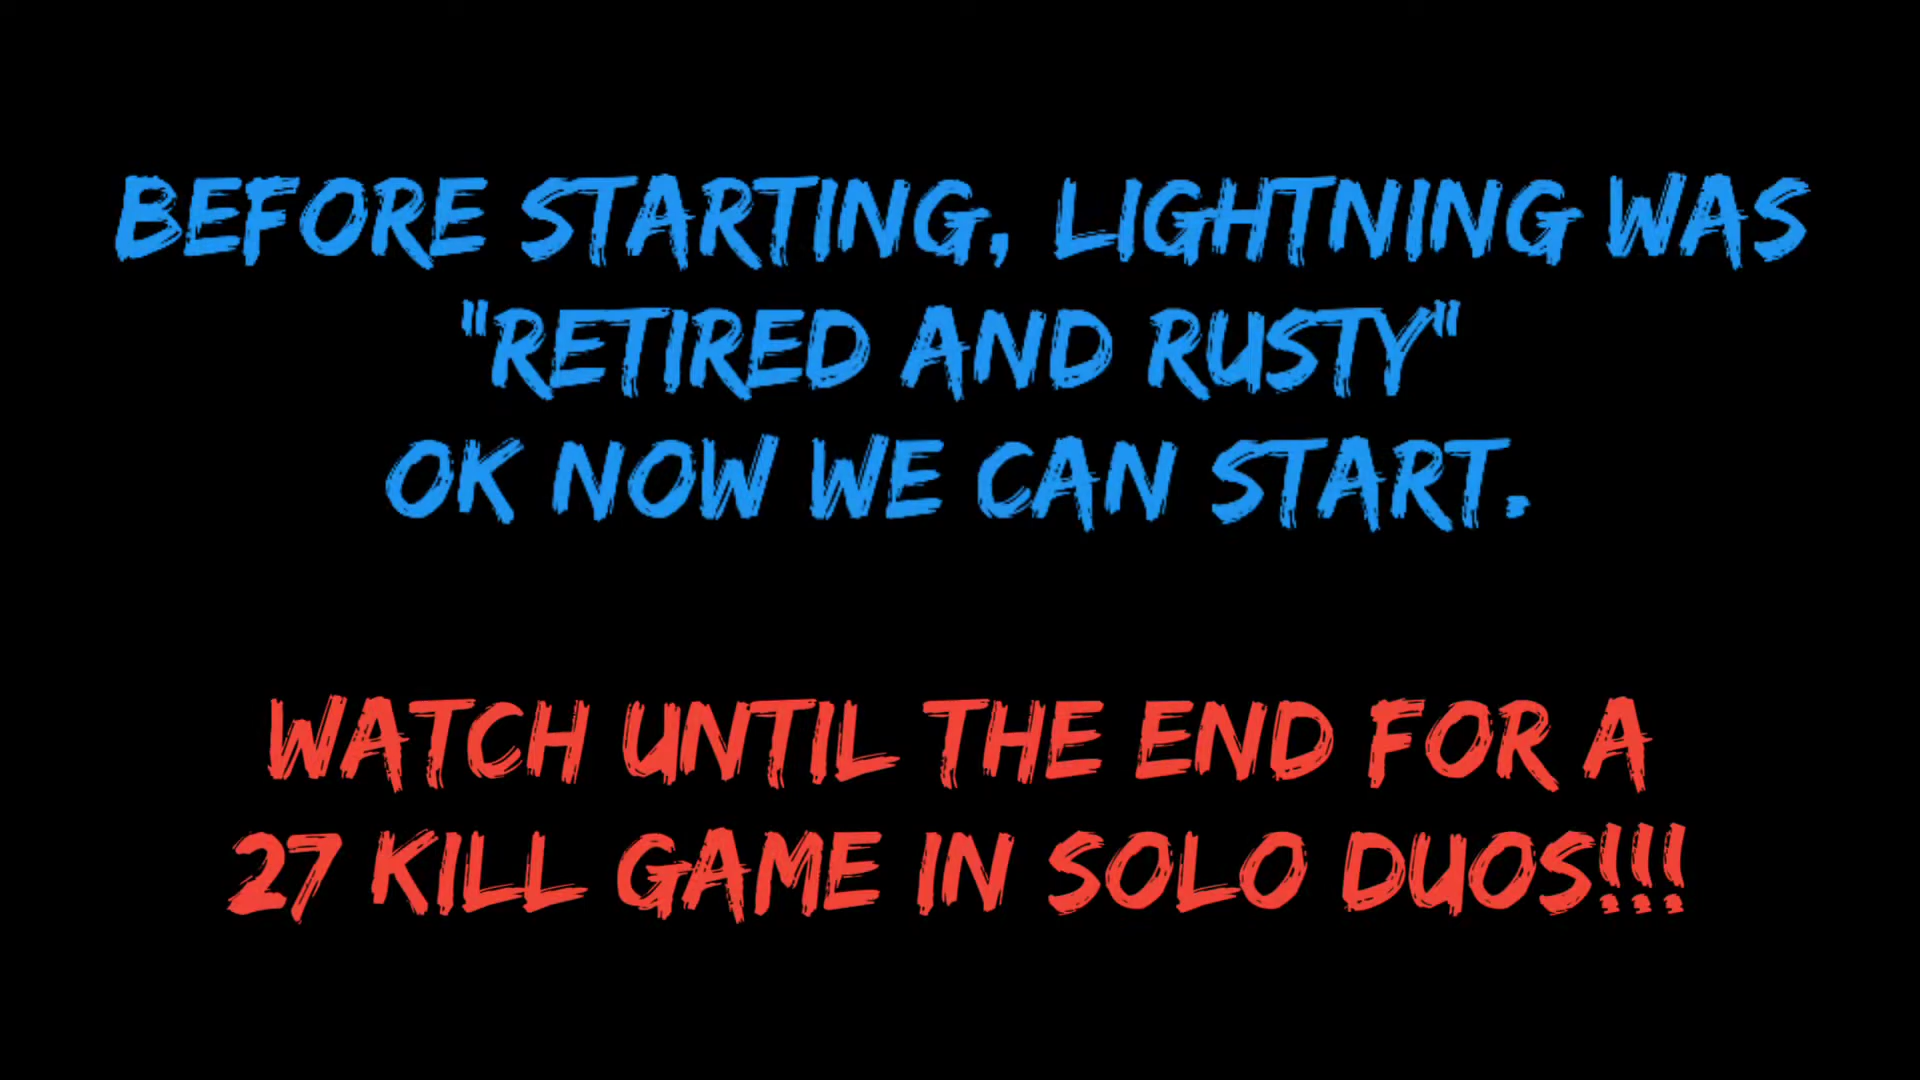 BEFORE STARTING, LIGHTNING WAS
"RETIRED AND RUSTY"
OK NOW WE CAN START.
WATCH UNTIL THE END FOR A
27 KILL GAME IN SOLO DUOS!!!